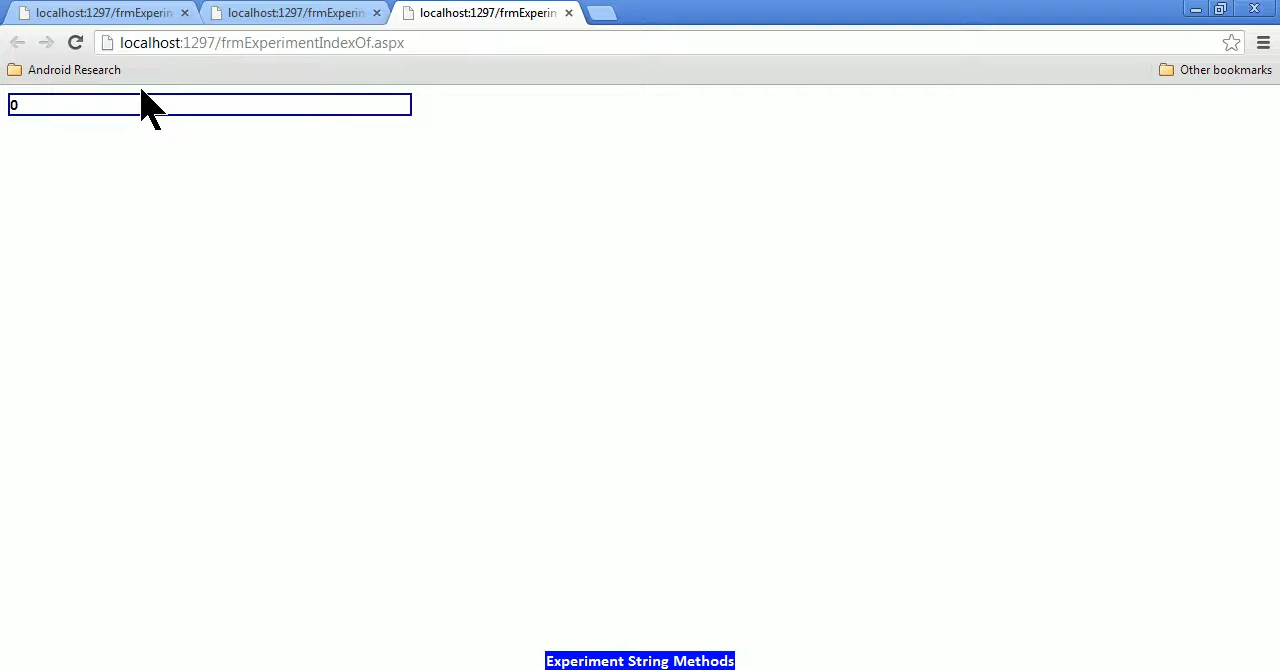 localhost:1297/frmExperin localhost:1297/frmExperin localhost:1297/frmExperin
localhost:1297/frmExperimentIndexOf.aspx
Android Research Other bookmarks
0
Experiment String Methods